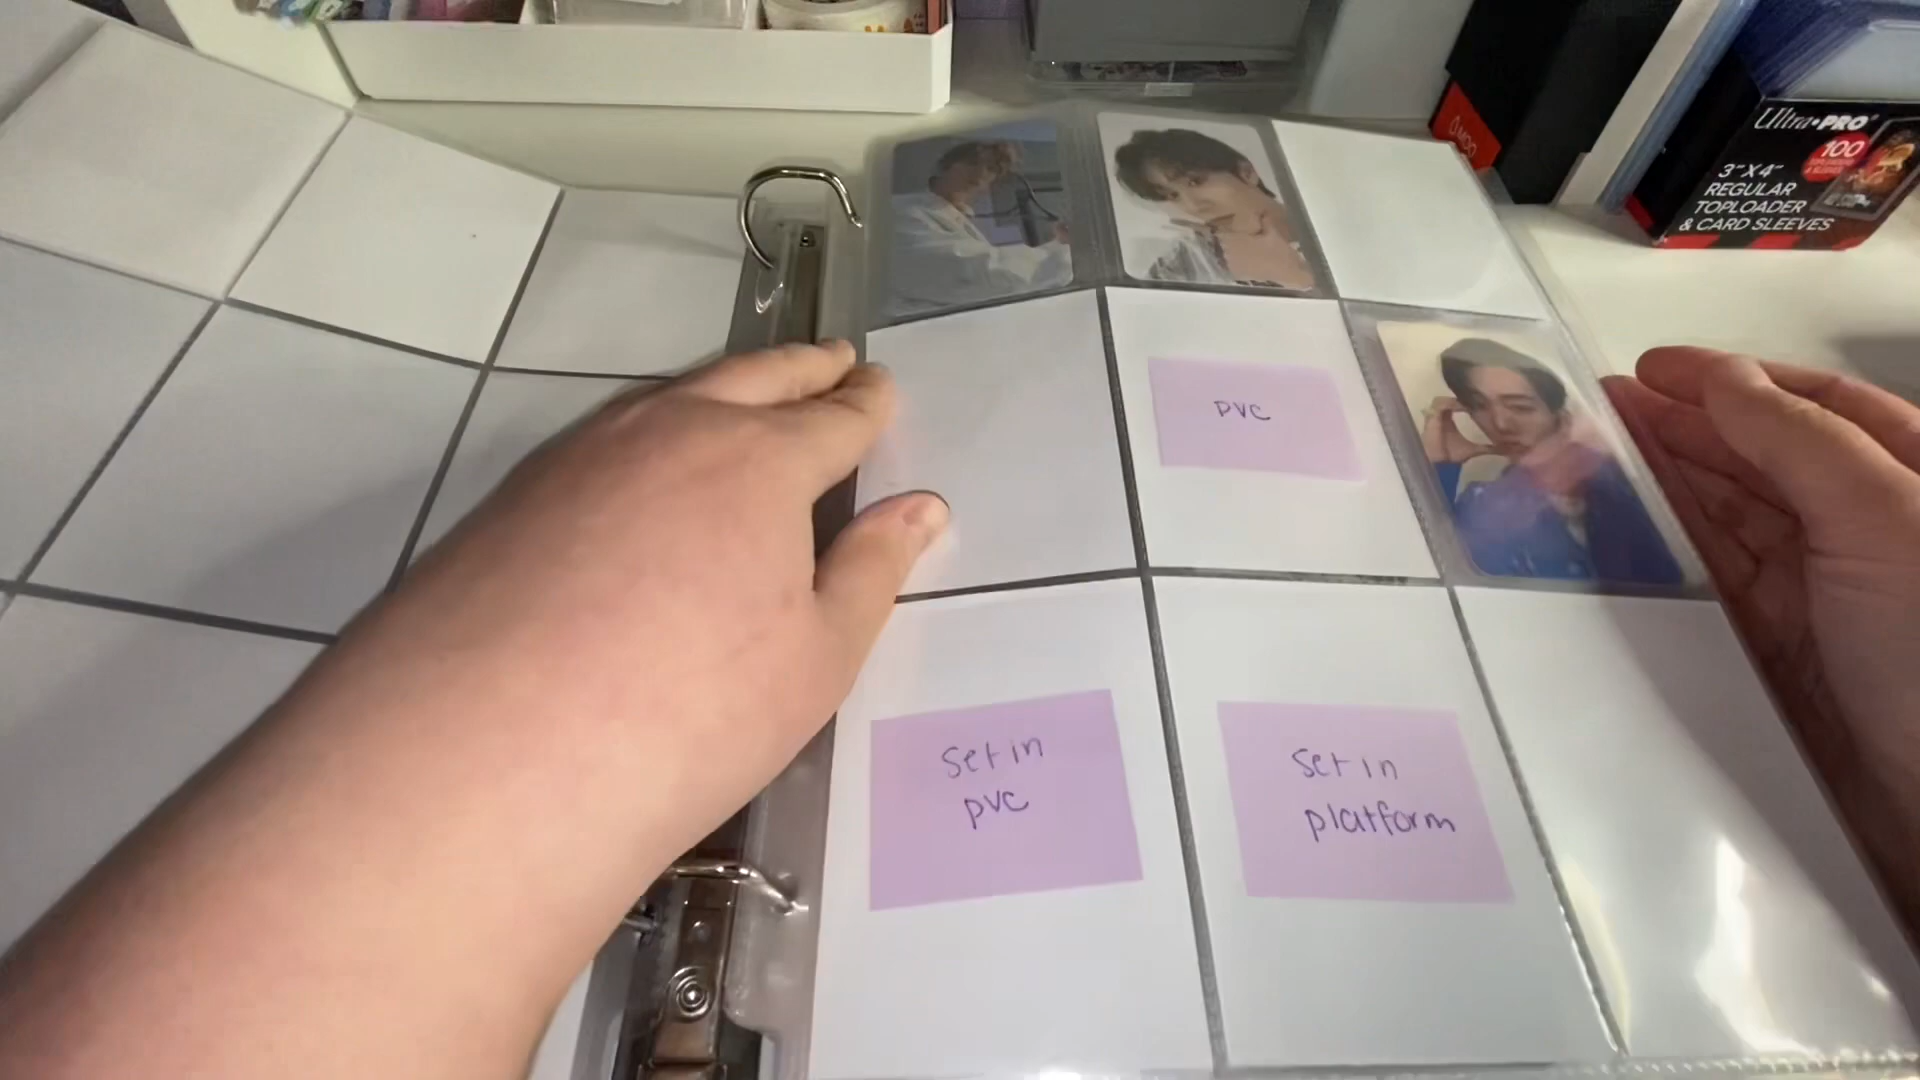 Ultra•PRO
100
3"X4"
REGULAR
TOPLOADER
& CARD SLEEVES
PVC
set in
pvc
set in
platform